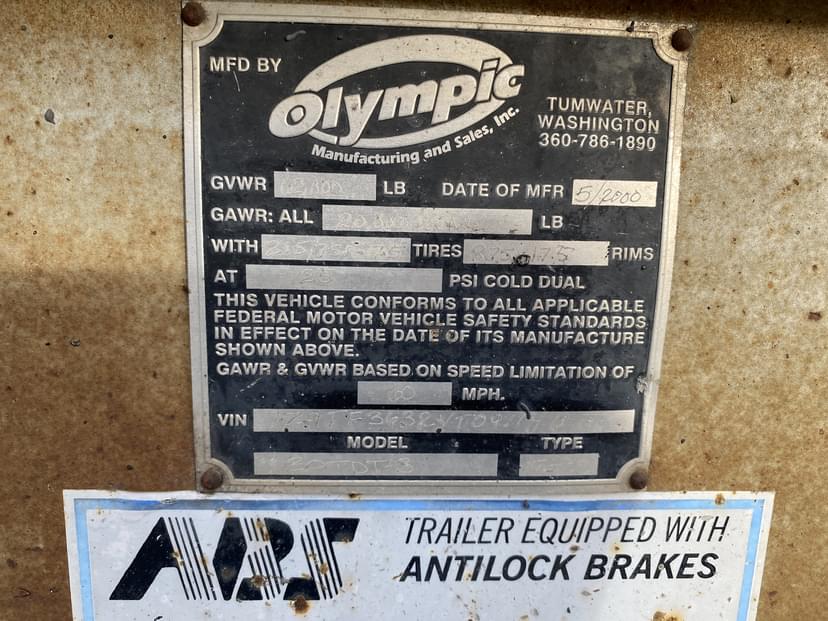 MFD BY
Olympic
Manufacturing and Sales, Inc.
TUMWATER,
WASHINGTON
360-786-1890
GVWR LB DATE OF MFR 5/2000
GAWR: ALL LB
WITH TIRES RIMS
AT PSI COLD DUAL
THIS VEHICLE CONFORMS TO ALL APPLICABLE
FEDERAL MOTOR VEHICLE SAFETY STANDARDS
IN EFFECT ON THE DATE OF ITS MANUFACTURE
SHOWN ABOVE.
GAWR & GVWR BASED ON SPEED LIMITATION OF
MPH.
VIN
MODEL TYPE
ABS TRAILER EQUIPPED WITH
ANTILOCK BRAKES